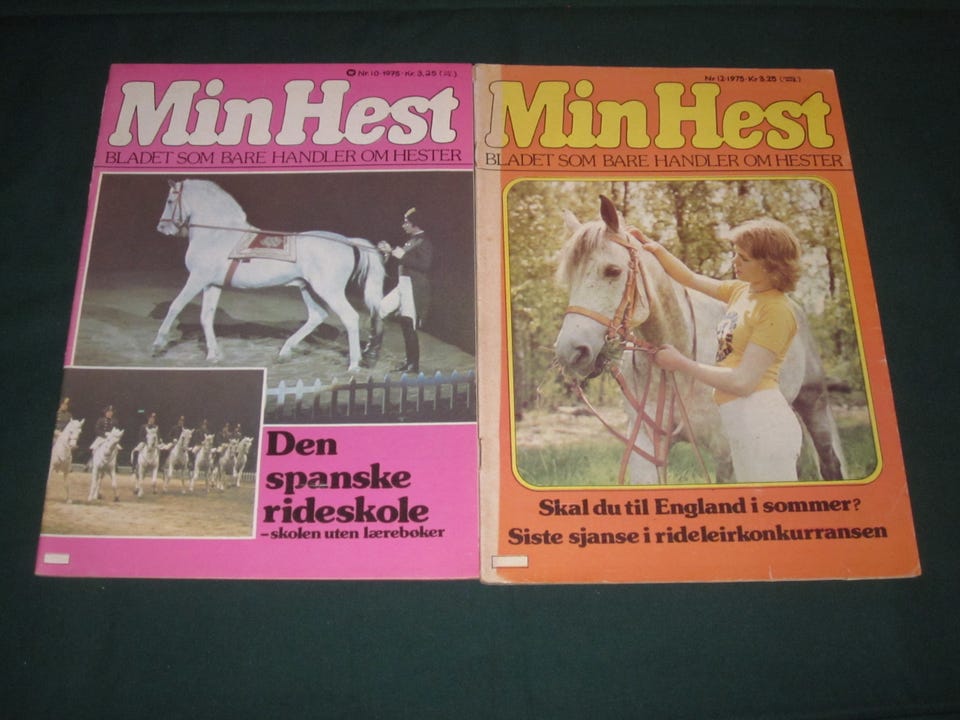 Nr. 10-1975-Kr. 3,25
Min Hest
BLADET SOM BARE HANDLER OM HESTER
Den
spanske
rideskole
-skolen uten lærebøker
Nr. 12-1975-Kr 3.25
Min Hest
BLADET SOM BARE HANDLER OM HESTER
Skal du til England i sommer?
Siste sjanse i rideleirkonkurransen